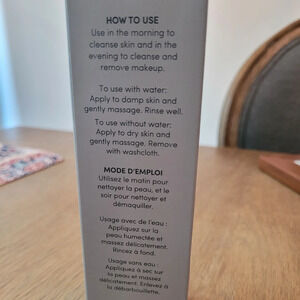 HOW TO USE
Use in the morning to
cleanse skin and in the
evening to cleanse and
remove makeup.
To use with water:
Apply to damp skin and
gently massage. Rinse well.
To use without water:
Apply to dry skin and
gently massage. Remove
with washcloth.
MODE D'EMPLOI
Utilisez le matin pour
nettoyer la peau, et le
soir pour nettoyer et
démaquiller.
Usage avec de l'eau :
Appliquez sur la
peau humectée et
massez délicatement.
Rincez à fond.
Usage sans eau :
Appliquez à sec sur
la peau et massez
délicatement. Enlevez à
la débarbouillette.